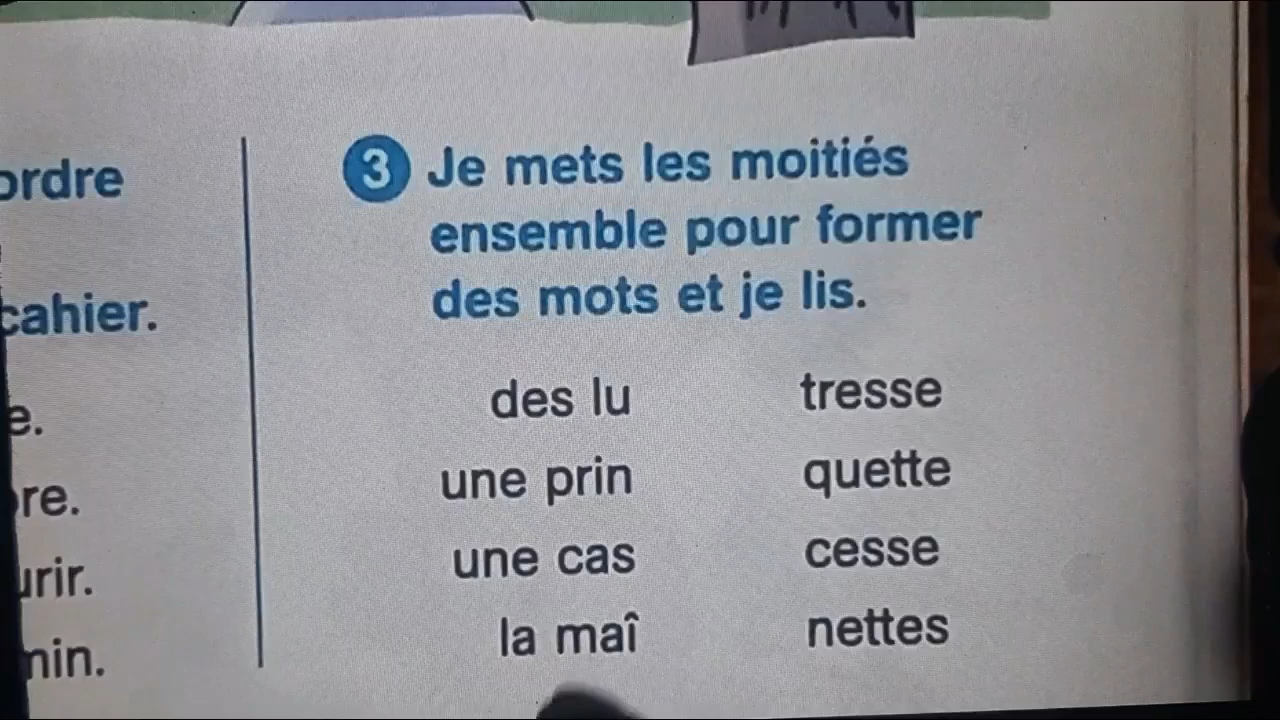 ordre
cahier.
e.
re.
urir.
min.
3 Je mets les moitiés
ensemble pour former
des mots et je lis.
des lu tresse
une prin quette
une cas cesse
la maî nettes